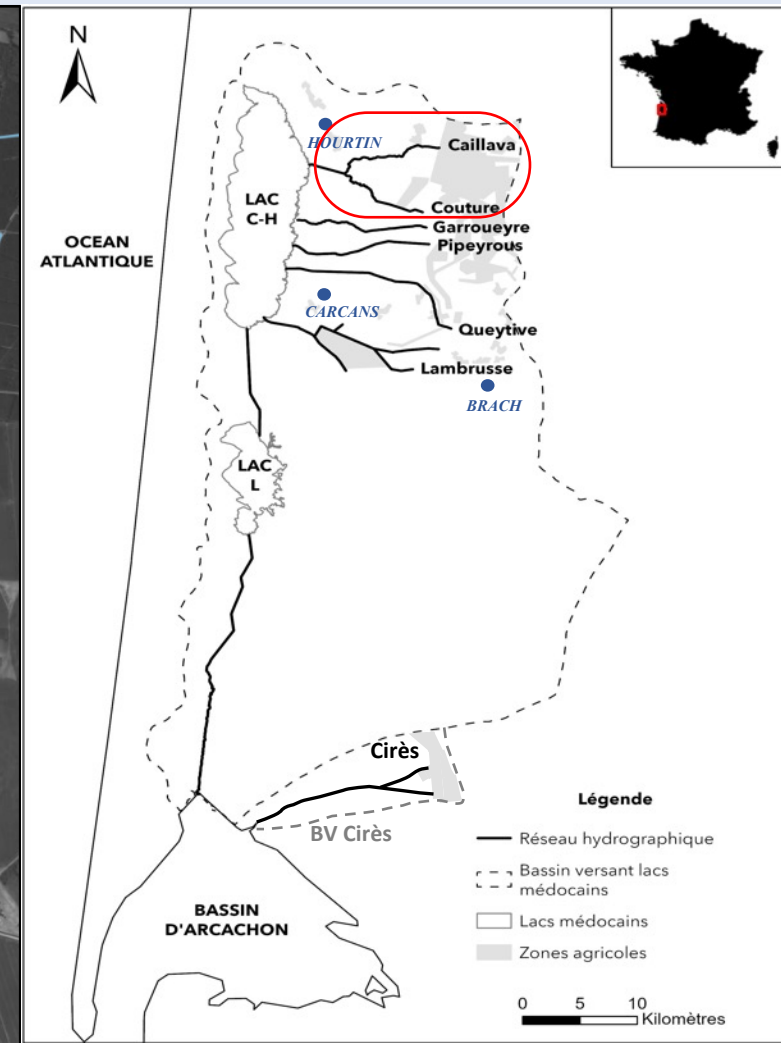 N
HOURTIN
Caillava
LAC
C-H
Couture
Garroueyre
Pipeyrous
OCEAN
ATLANTIQUE
CARCANS
Queytive
Lambrusse
BRACH
LAC
L
Cirès
BV Cirès
BASSIN
D'ARCACHON
Légende
Réseau hydrographique
Bassin versant lacs
médocains
Lacs médocains
Zones agricoles
0 5 10
Kilomètres